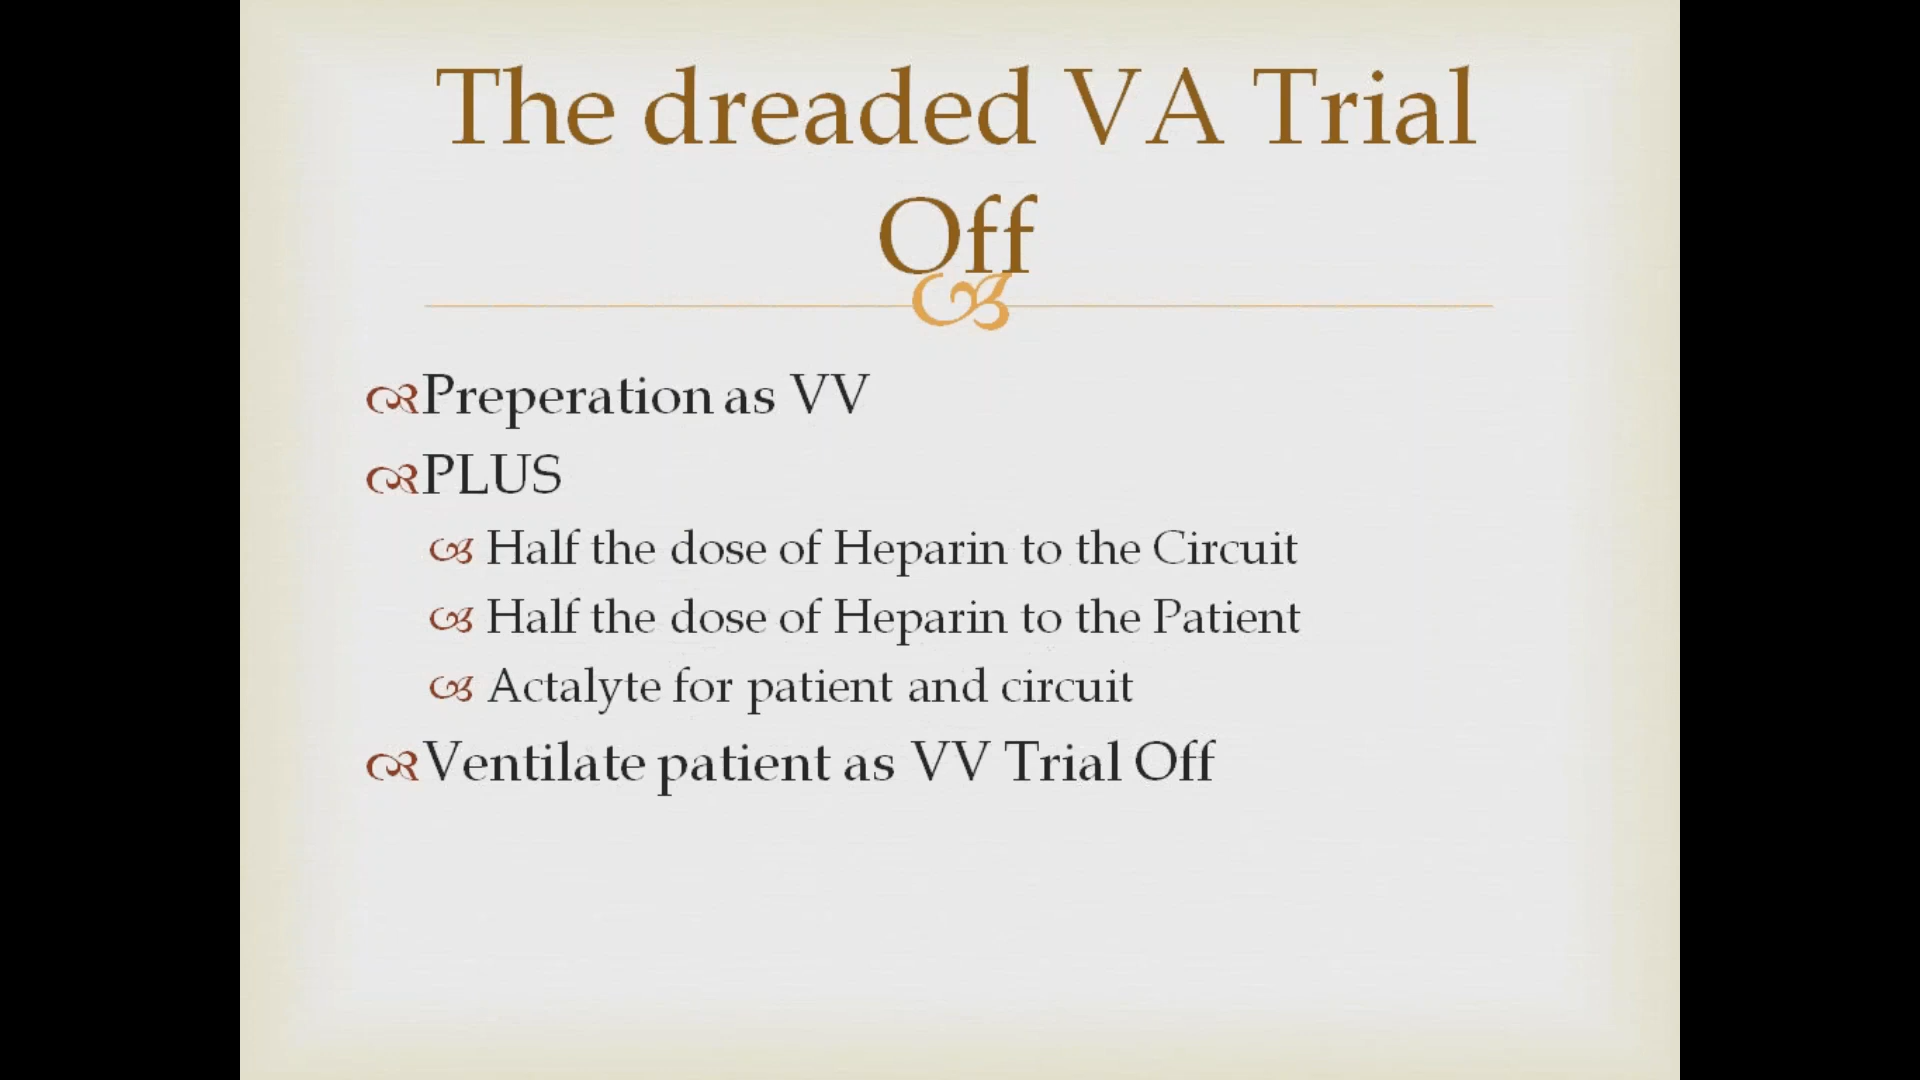 The dreaded VA Trial
Off
Preperation as VV
PLUS
Half the dose of Heparin to the Circuit
Half the dose of Heparin to the Patient
Actalyte for patient and circuit
Ventilate patient as VV Trial Off